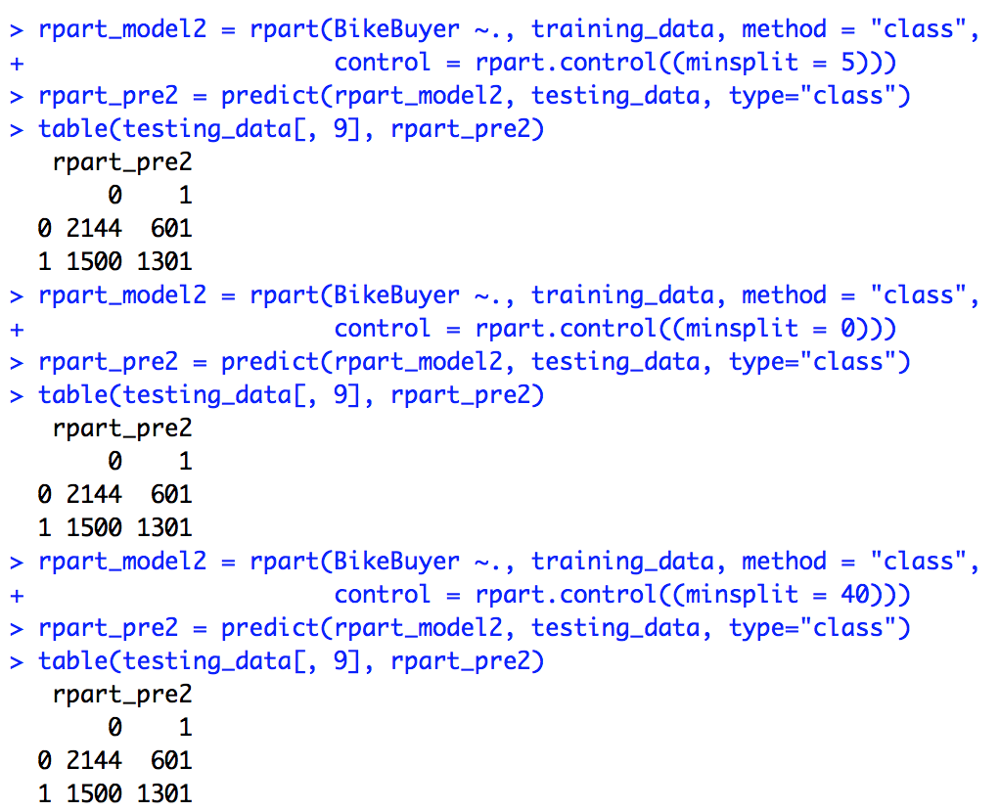 > rpart_model2 = rpart(BikeBuyer ~., training_data, method = "class",
+                      control = rpart.control((minsplit = 5)))
> rpart_pre2 = predict(rpart_model2, testing_data, type="class")
> table(testing_data[, 9], rpart_pre2)
   rpart_pre2
       0    1
  0 2144  601
  1 1500 1301
> rpart_model2 = rpart(BikeBuyer ~., training_data, method = "class",
+                      control = rpart.control((minsplit = 0)))
> rpart_pre2 = predict(rpart_model2, testing_data, type="class")
> table(testing_data[, 9], rpart_pre2)
   rpart_pre2
       0    1
  0 2144  601
  1 1500 1301
> rpart_model2 = rpart(BikeBuyer ~., training_data, method = "class",
+                      control = rpart.control((minsplit = 40)))
> rpart_pre2 = predict(rpart_model2, testing_data, type="class")
> table(testing_data[, 9], rpart_pre2)
   rpart_pre2
       0    1
  0 2144  601
  1 1500 1301